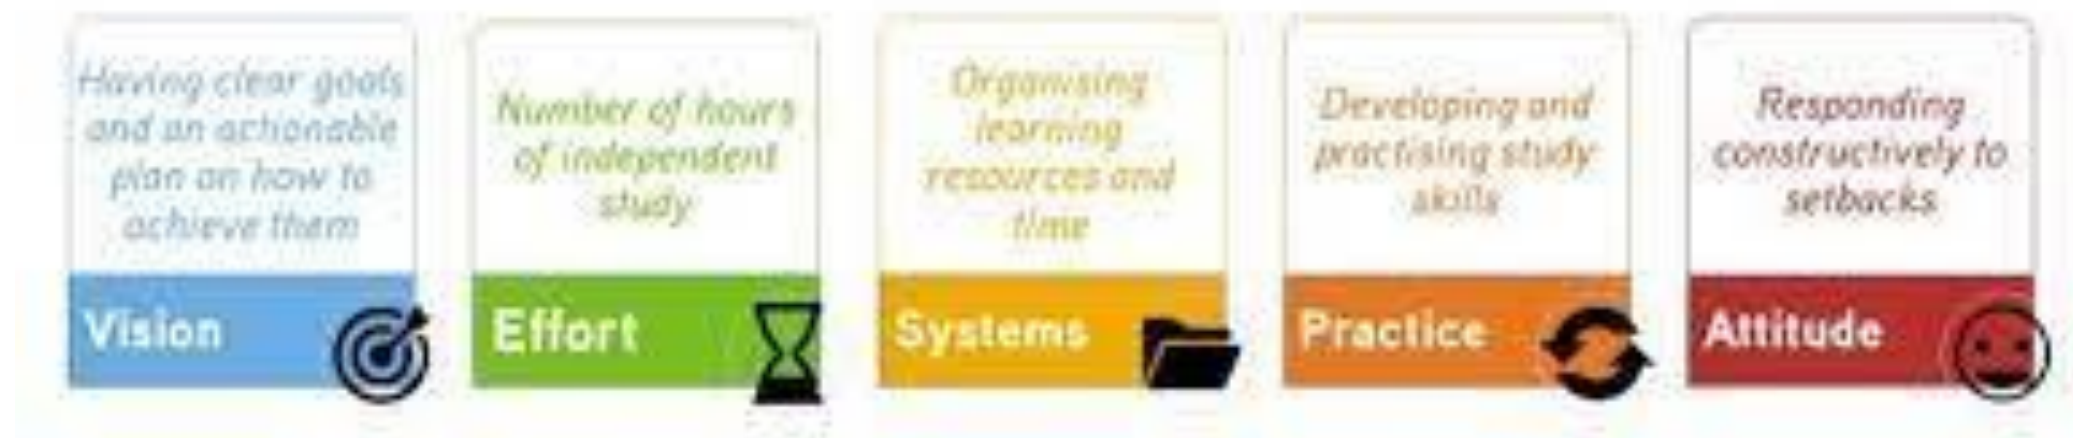 Having clear goals
and an actionable
plan on how to
achieve them
Vision
Number of hours
of independent
study
Effort
Organising
learning
resources and
time
Systems
Developing and
practising study
skills
Practice
Responding
constructively to
setbacks
Attitude